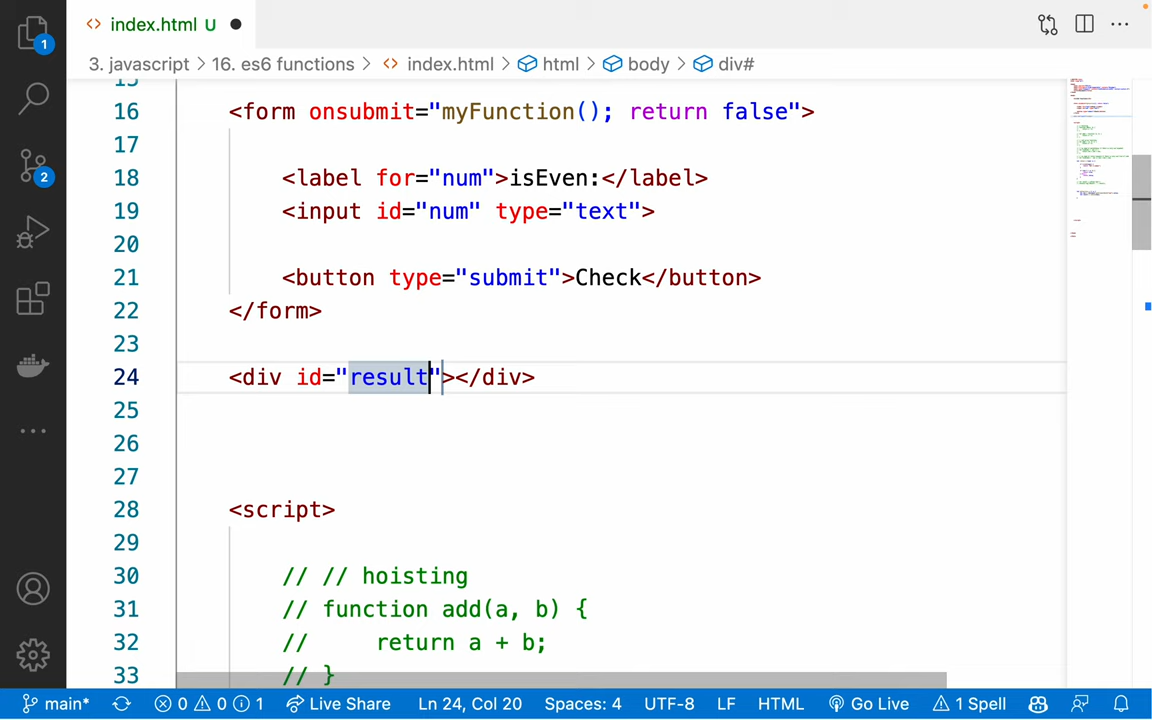 index.html U
1
3. javascript > 16. es6 functions > index.html > html > body > div#
15
16 <form onsubmit="myFunction(); return false">
17
2
18 <label for="num">isEven:</label>
19 <input id="num" type="text">
20
21 <button type="submit">Check</button>
22 </form>
23
24 <div id="result"></div>
25
26
27
28 <script>
29
30 // // hoisting
31 // function add(a, b) {
32 //     return a + b;
33 // }
main* 0 0 1 Live Share Ln 24, Col 20 Spaces: 4 UTF-8 LF HTML Go Live 1 Spell